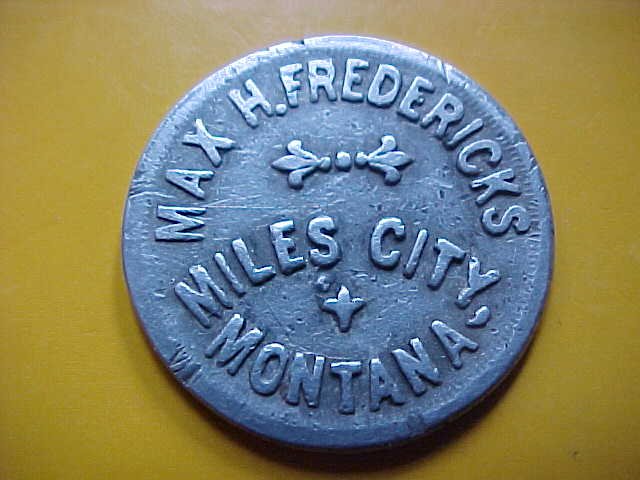 MAX H. FREDERICKS
MILES CITY,
MONTANA